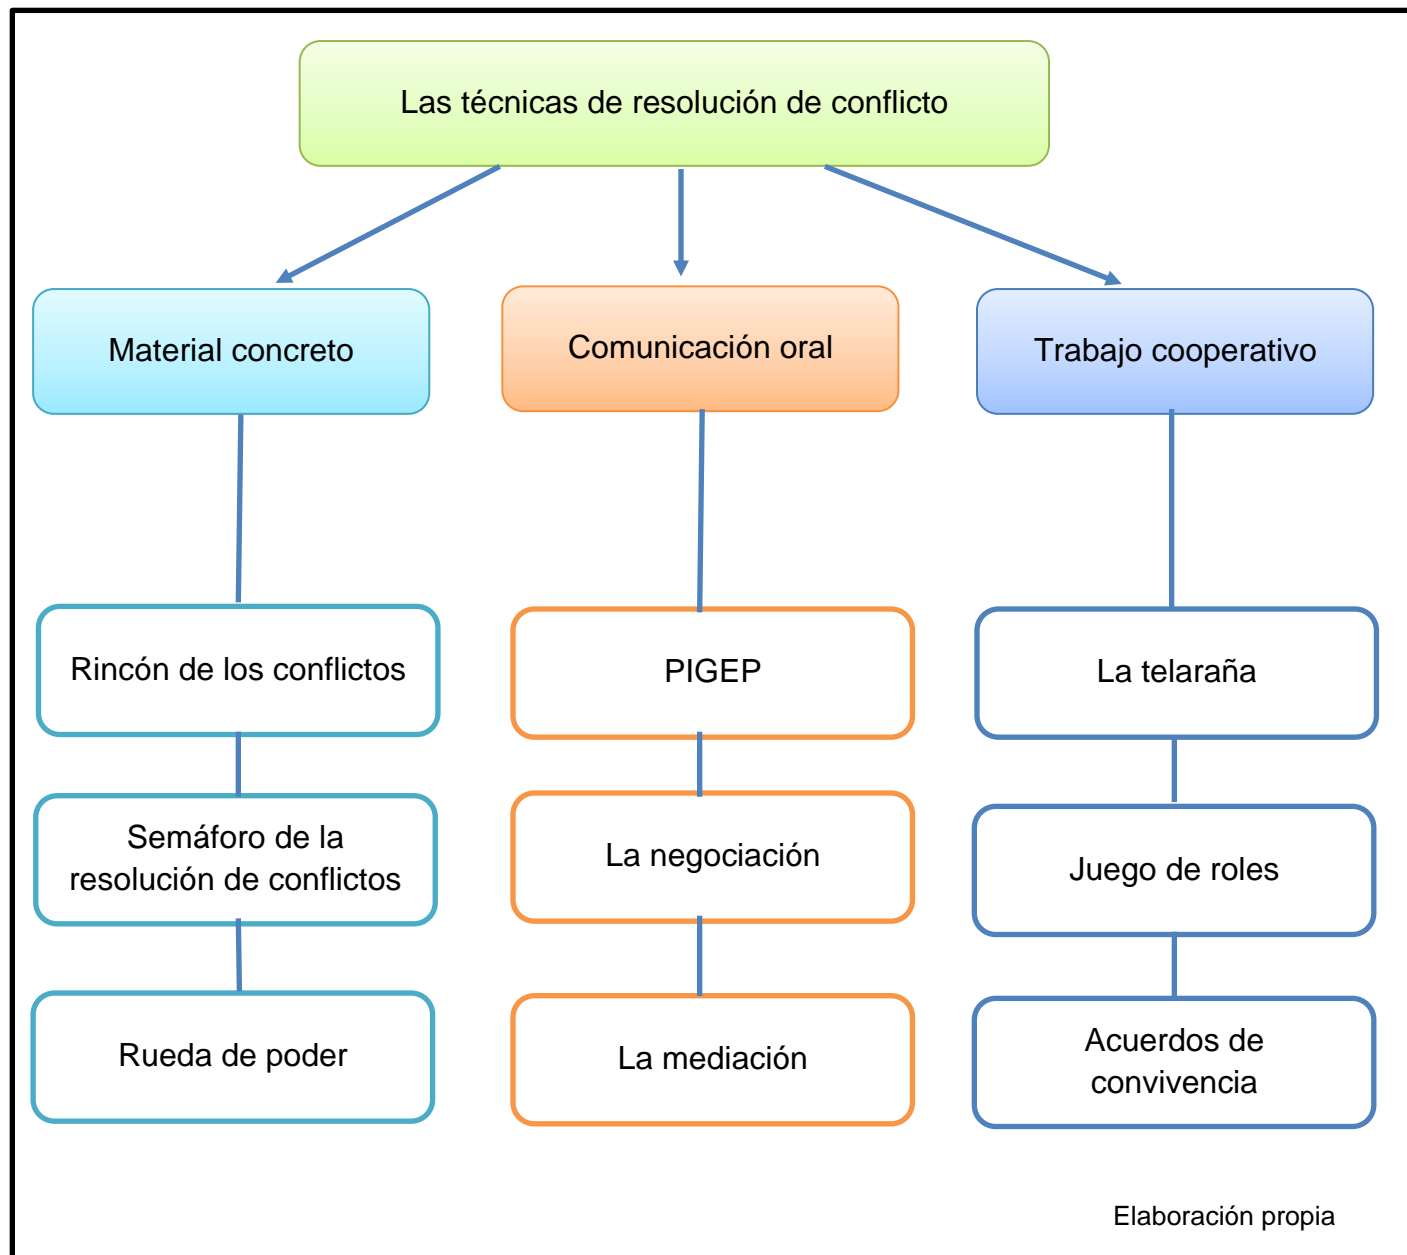 Las técnicas de resolución de conflicto
Material concreto
Comunicación oral
Trabajo cooperativo
Rincón de los conflictos
PIGEP
La telaraña
Semáforo de la
resolución de conflictos
La negociación
Juego de roles
Rueda de poder
La mediación
Acuerdos de
convivencia
Elaboración propia